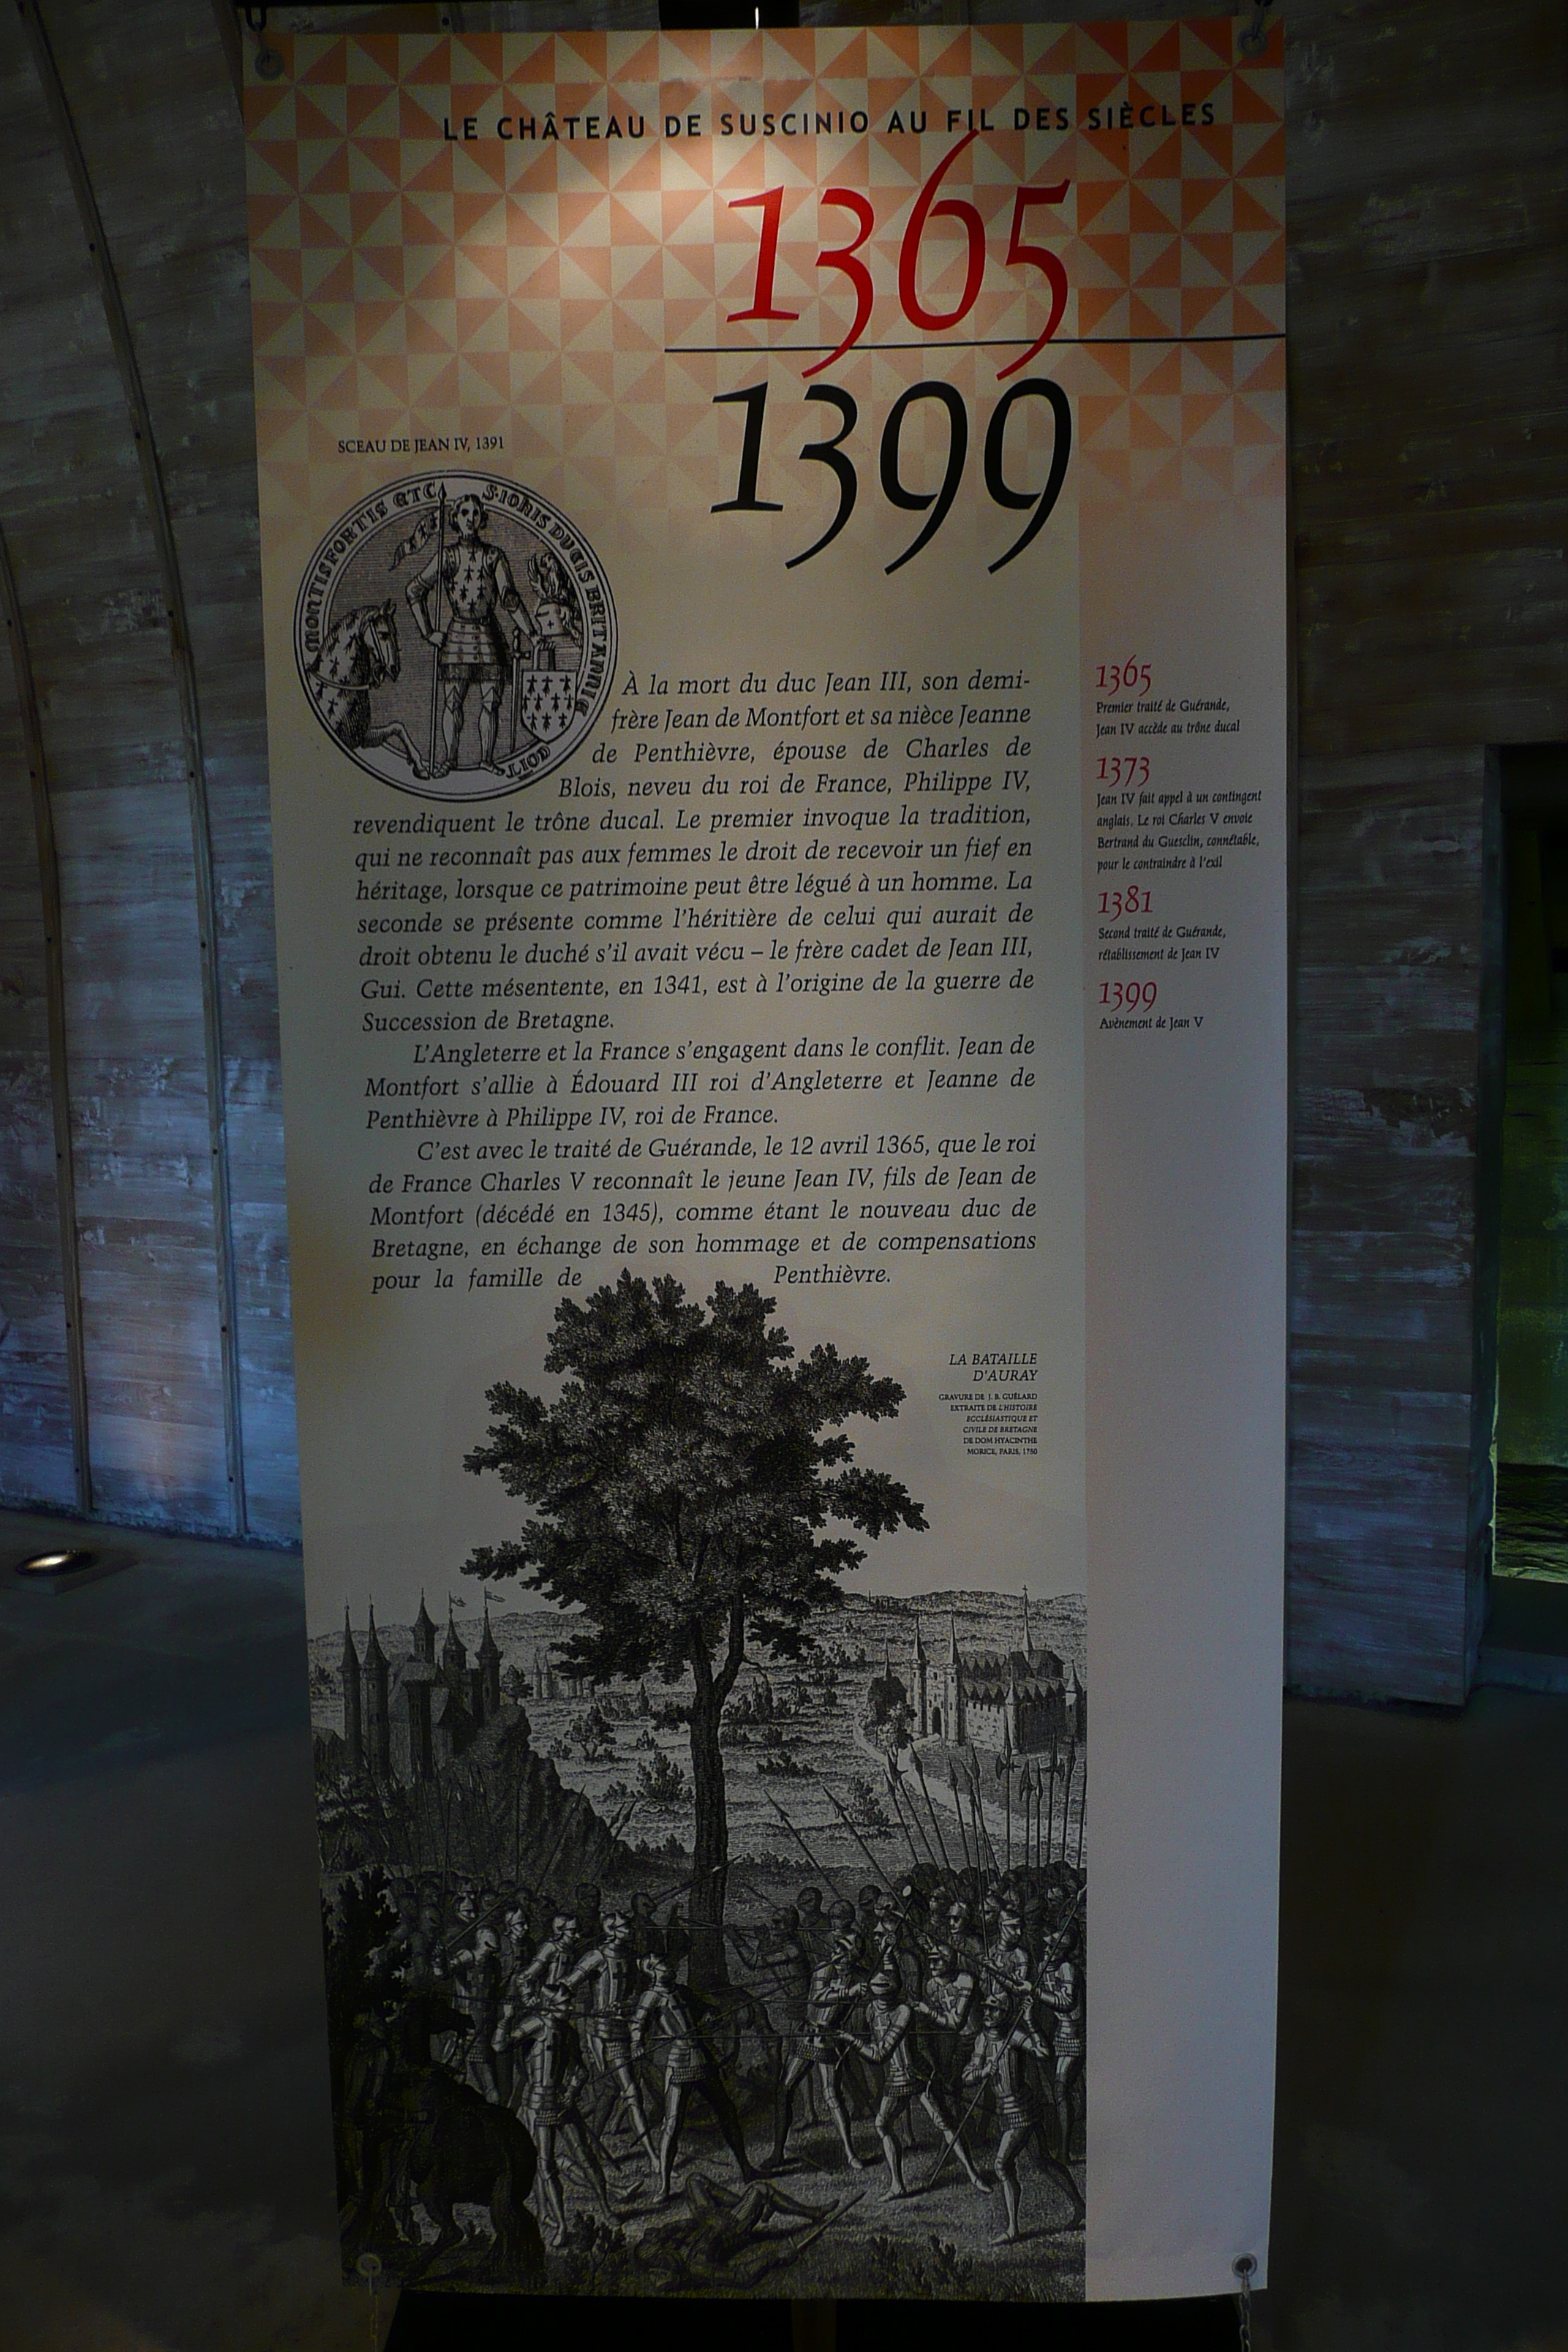 LE CHÂTEAU DE SUSCINIO AU FIL DES SIÈCLES
1365
1399
SCEAU DE JEAN IV, 1391
S·IOHIS DUCIS BRITANNIE
COIT
MONTISFORTIS ETC
À la mort du duc Jean III, son demi-
frère Jean de Montfort et sa nièce Jeanne
de Penthièvre, épouse de Charles de
Blois, neveu du roi de France, Philippe IV,
revendiquent le trône ducal. Le premier invoque la tradition,
qui ne reconnaît pas aux femmes le droit de recevoir un fief en
héritage, lorsque ce patrimoine peut être légué à un homme. La
seconde se présente comme l'héritière de celui qui aurait de
droit obtenu le duché s'il avait vécu – le frère cadet de Jean III,
Gui. Cette mésentente, en 1341, est à l'origine de la guerre de
Succession de Bretagne.
L'Angleterre et la France s'engagent dans le conflit. Jean de
Montfort s'allie à Édouard III roi d'Angleterre et Jeanne de
Penthièvre à Philippe IV, roi de France.
C'est avec le traité de Guérande, le 12 avril 1365, que le roi
de France Charles V reconnaît le jeune Jean IV, fils de Jean de
Montfort (décédé en 1345), comme étant le nouveau duc de
Bretagne, en échange de son hommage et de compensations
pour la famille de Penthièvre.
1365
Premier traité de Guérande,
Jean IV accède au trône ducal
1373
Jean IV fait appel à un contingent
anglais. Le roi Charles V envoie
Bertrand du Guesclin, connétable,
pour le contraindre à l'exil
1381
Second traité de Guérande,
rétablissement de Jean IV
1399
Avènement de Jean V
LA BATAILLE
D'AURAY
GRAVURE DE J. B. GUÉLARD
EXTRAITE DE L'HISTOIRE
ECCLÉSIASTIQUE ET
CIVILE DE BRETAGNE
DE DOM HYACINTHE
MORICE, PARIS, 1750